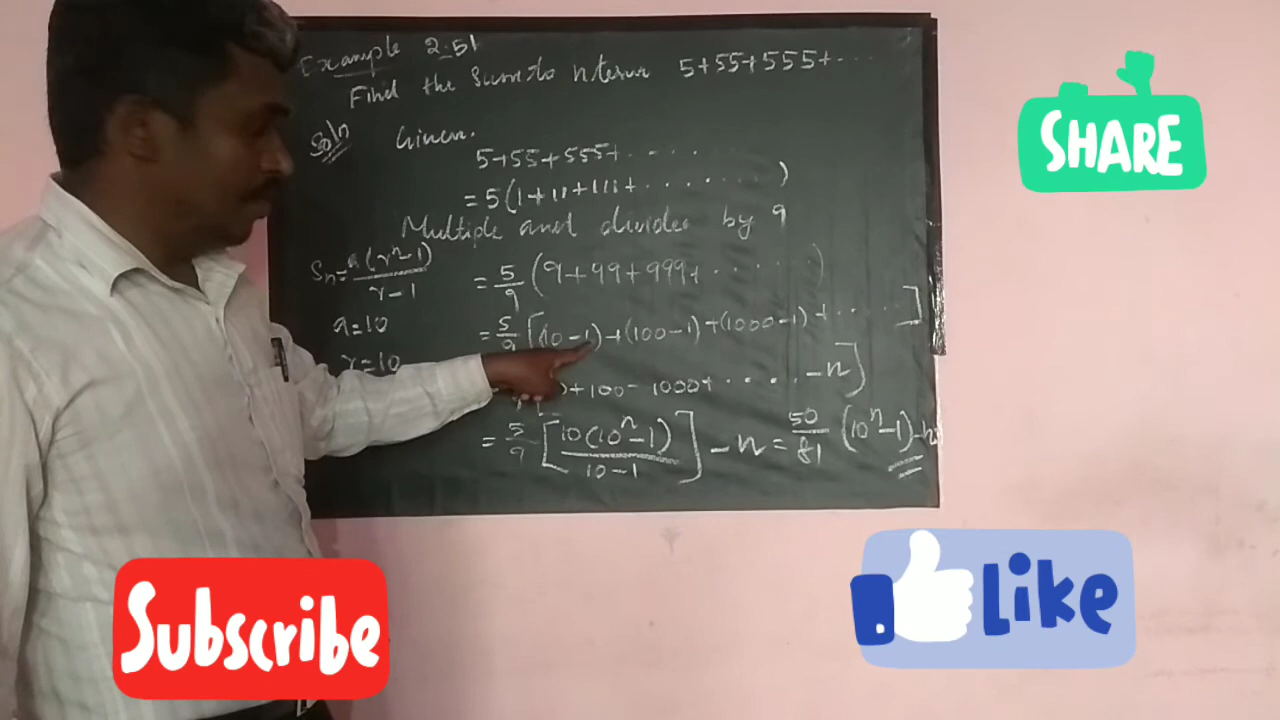 Example 2.51
Find the Sum to n terms 5+55+555+...
Soln Given.
5+55+555+.....
=5(1+11+111+.......)
Multiple and divided by 9
Sn=a(r^n-1)/r-1
=5/9(9+99+999+......)
a=10
=5/9[(10-1)+(100-1)+(1000-1)+....]
r=10
+100-1000+.....-n]
=5/9[10(10^n-1)/10-1]-n=50/81(10^n-1)-n
SHARE
Subscribe
Like